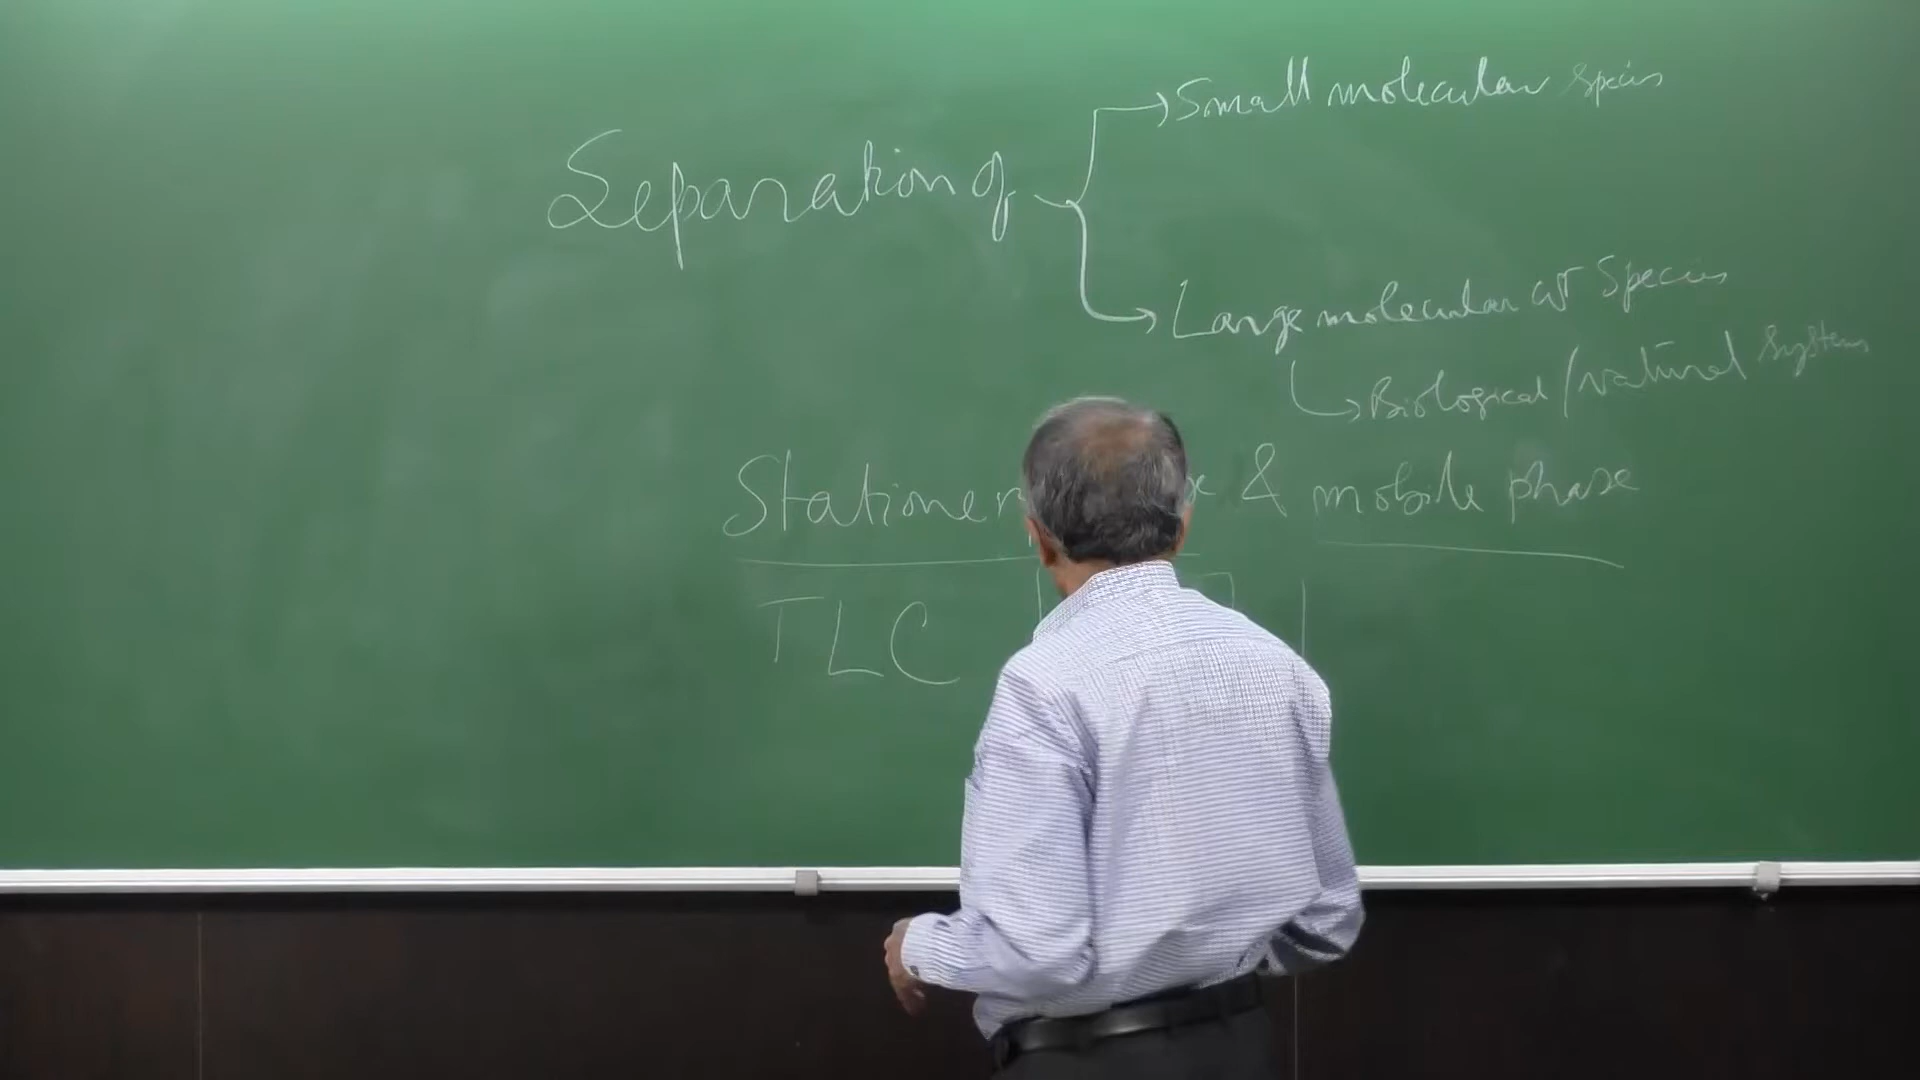 Small molecular species
Separation of
Large molecular wt Species
Biological/natural systems
Stationer & mobile phase
TLC